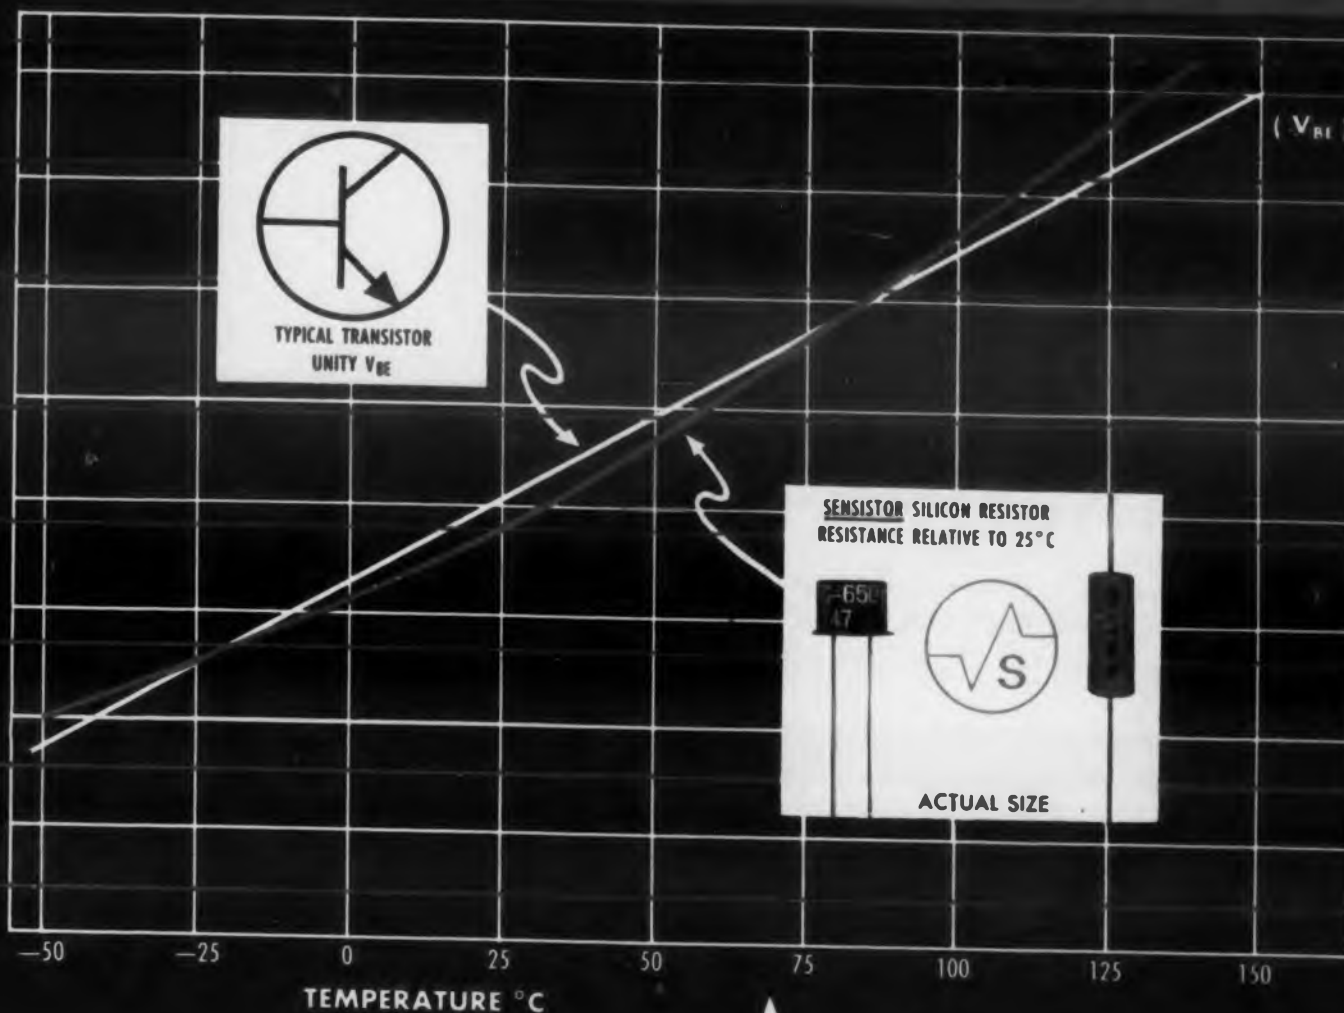 ( V
TYPICAL TRANSISTOR
UNITY VBE
SENSISTOR SILICON RESISTOR
RESISTANCE RELATIVE TO 25°C
47
S
ACTUAL SIZE
—50 —25 0 25 50 75 100 125 150
TEMPERATURE °C